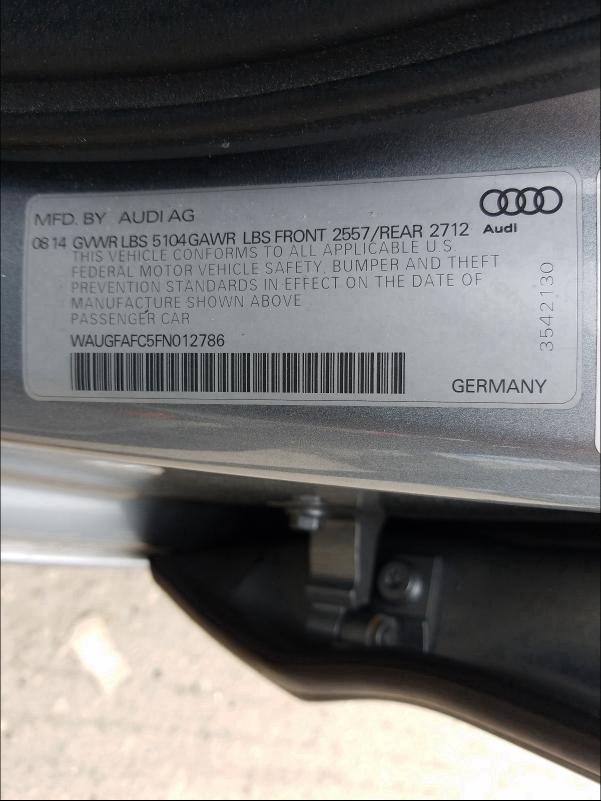 MFD. BY AUDI AG
08 14 GVWR LBS 5104 GAWR LBS FRONT 2557/REAR 2712
Audi
THIS VEHICLE CONFORMS TO ALL APPLICABLE U.S.
FEDERAL MOTOR VEHICLE SAFETY, BUMPER AND THEFT
PREVENTION STANDARDS IN EFFECT ON THE DATE OF
MANUFACTURE SHOWN ABOVE
PASSENGER CAR
WAUGFAFC5FN012786
GERMANY
3542130